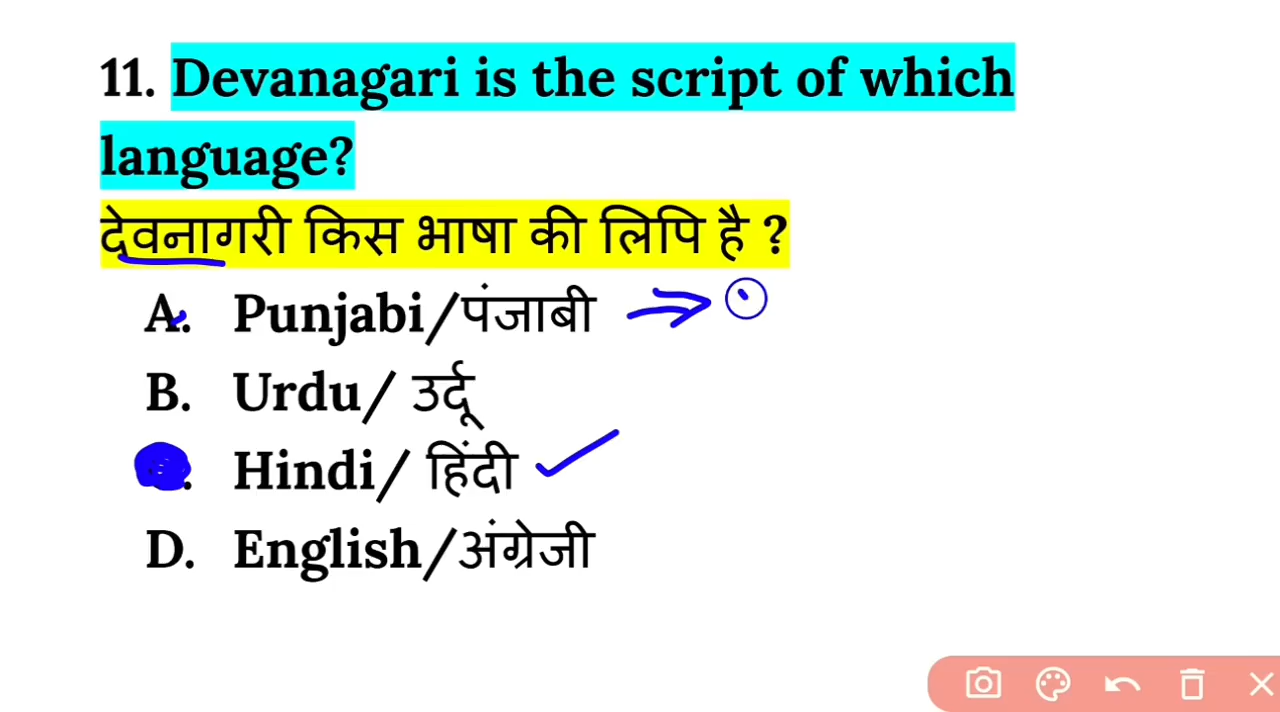 11. Devanagari is the script of which
language?
देवनागरी किस भाषा की लिपि है ?
A. Punjabi/पंजाबी
B. Urdu/ उर्दू
Hindi/ हिंदी
D. English/अंग्रेजी